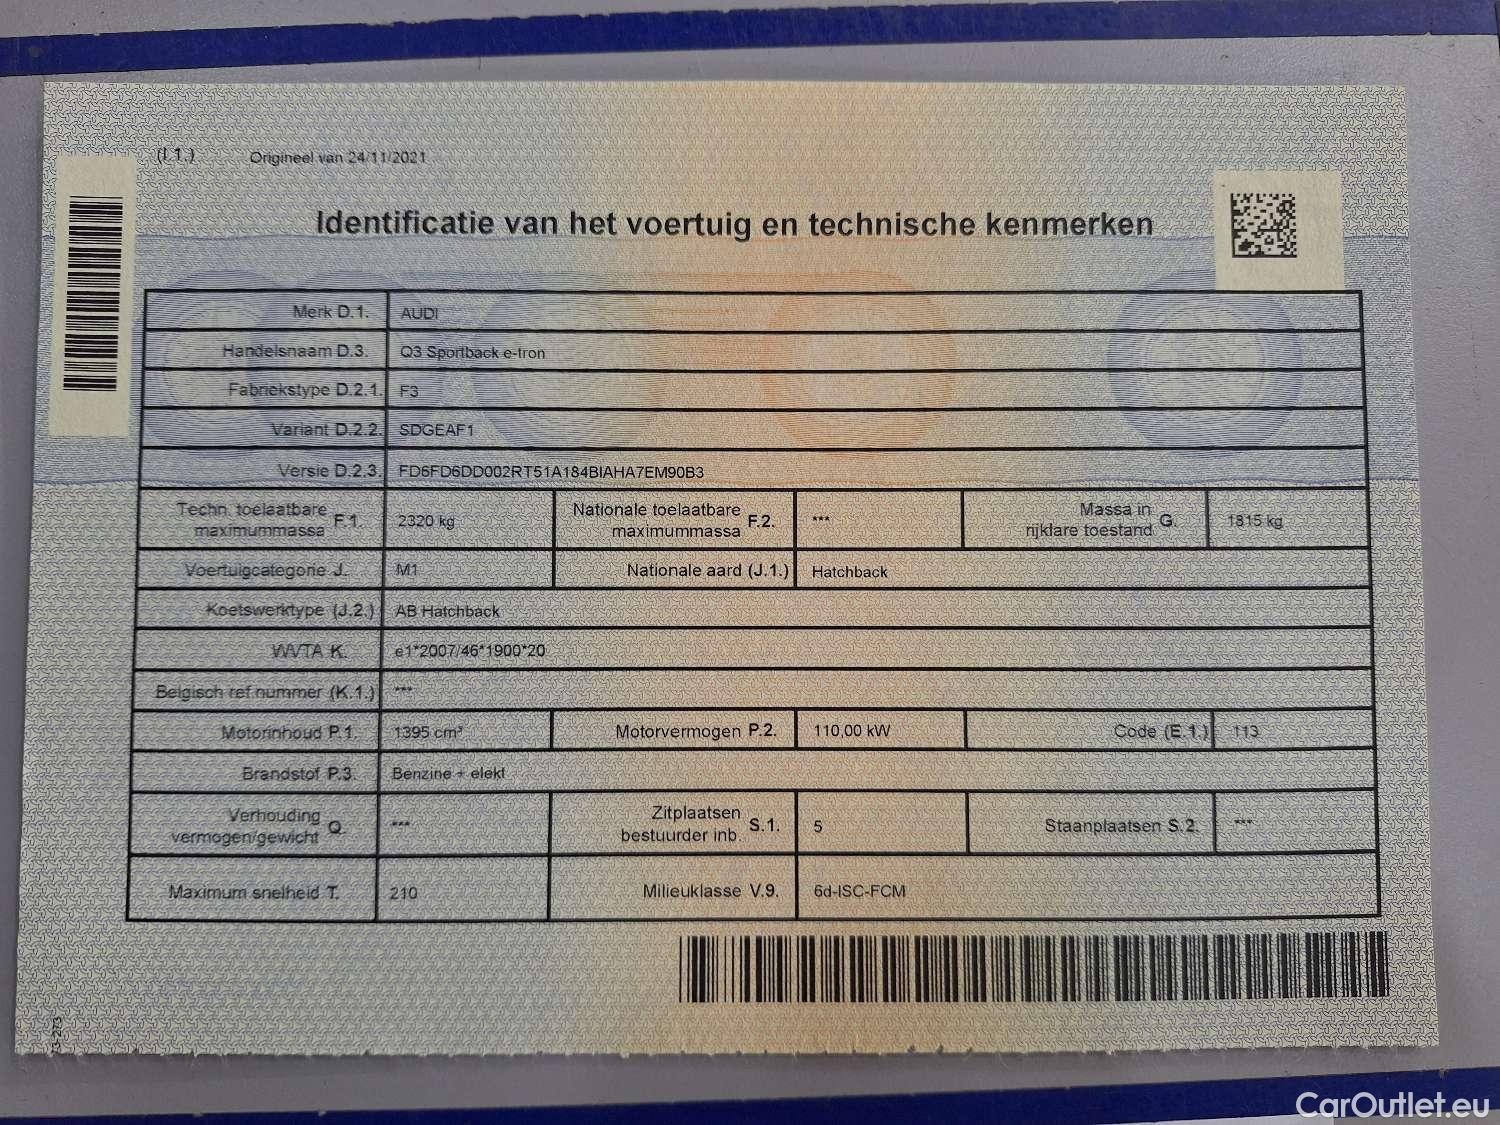 (I.1.) Origineel van 24/11/2021
Identificatie van het voertuig en technische kenmerken
Merk D.1. AUDI
Handelsnaam D.3. Q3 Sportback e-tron
Fabriekstype D.2.1. F3
Variant D.2.2. SDGEAF1
Versie D.2.3. FD6FD6DD002RT51A184BIAHA7EM90B3
Techn. toelaatbare
maximummassa F.1. 2320 kg
Nationale toelaatbare
maximummassa F.2. ***
Massa in
rijklare toestand G. 1815 kg
Voertuigcategorie J. M1 Nationale aard (J.1.) Hatchback
Koetswerktype (J.2.) AB Hatchback
WVTA K. e1*2007/46*1900*20
Belgisch ref.nummer (K.1.) ***
Motorinhoud P.1. 1395 cm³ Motorvermogen P.2. 110,00 kW Code (E.1.) 113
Brandstof P.3. Benzine + elekt
Verhouding
vermogen/gewicht Q. ***
Zitplaatsen
bestuurder inb. S.1. 5
Staanplaatsen S.2. ***
Maximum snelheid T. 210 Milieuklasse V.9. 6d-ISC-FCM
CarOutlet.eu